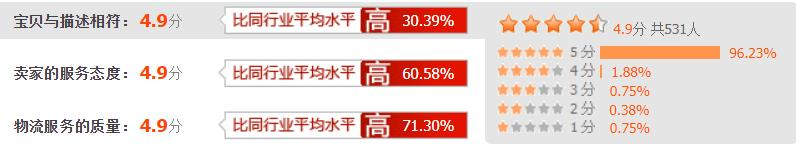 宝贝与描述相符：4.9分 比同行业平均水平 高 30.39%
卖家的服务态度：4.9分 比同行业平均水平 高 60.58%
物流服务的质量：4.9分 比同行业平均水平 高 71.30%
4.9分 共531人
5分 96.23%
4分 1.88%
3分 0.75%
2分 0.38%
1分 0.75%